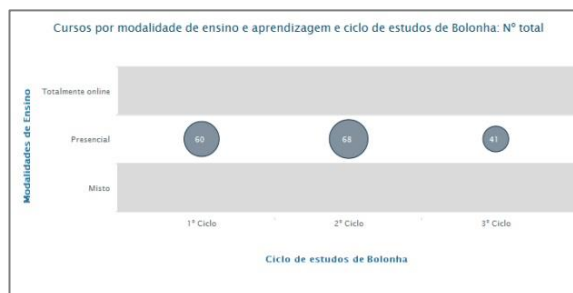 Cursos por modalidade de ensino e aprendizagem e ciclo de estudos de Bolonha: Nº total
Modalidades de Ensino
Totalmente online
Presencial
60
68
41
Misto
1º Ciclo
2º Ciclo
3º Ciclo
Ciclo de estudos de Bolonha